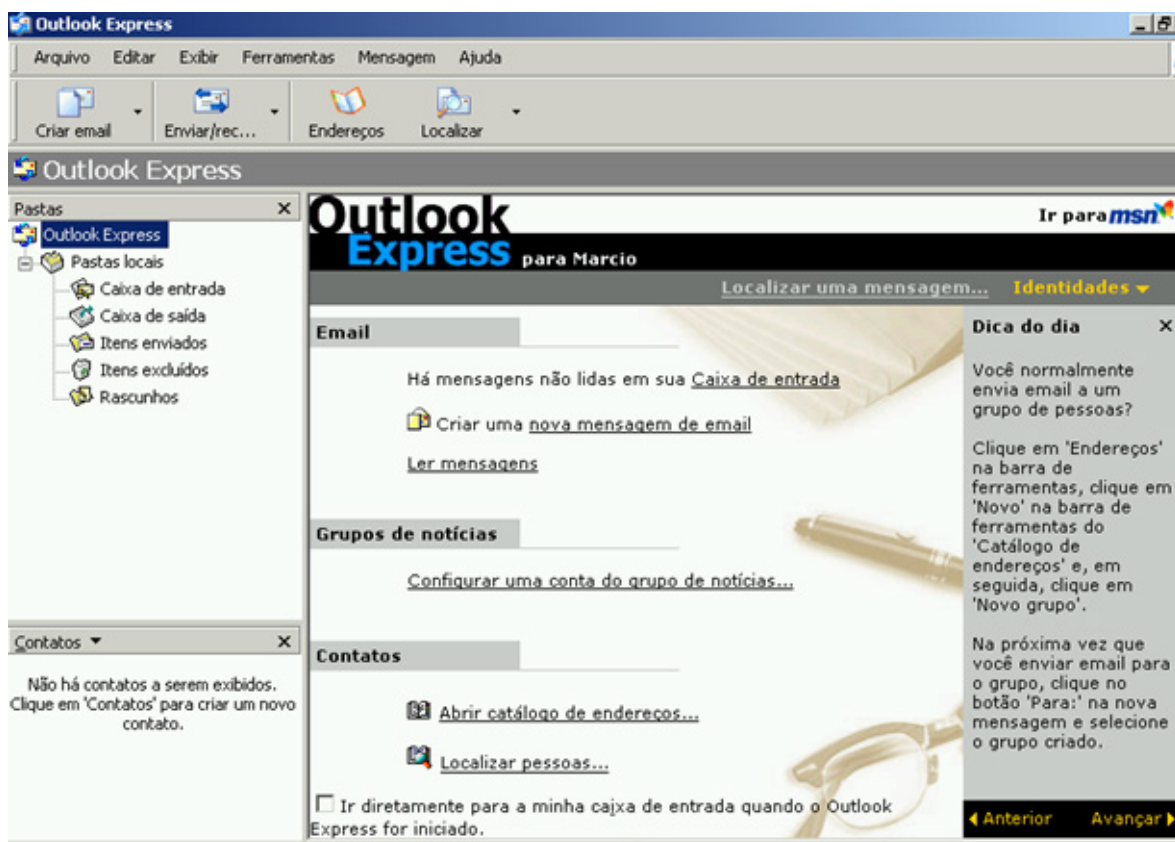 Outlook Express
Arquivo Editar Exibir Ferramentas Mensagem Ajuda
Criar email Enviar/rec... Endereços Localizar
Outlook Express
Pastas
Outlook Express
Pastas locais
Caixa de entrada
Caixa de saída
Itens enviados
Itens excluídos
Rascunhos
Contatos
Não há contatos a serem exibidos.
Clique em 'Contatos' para criar um novo
contato.
Outlook
Express para Marcio
Ir para msn
Localizar uma mensagem... Identidades
Email
Há mensagens não lidas em sua Caixa de entrada
Criar uma nova mensagem de email
Ler mensagens
Grupos de notícias
Configurar uma conta do grupo de notícias...
Contatos
Abrir catálogo de endereços...
Localizar pessoas...
Ir diretamente para a minha caixa de entrada quando o Outlook
Express for iniciado.
Dica do dia
Você normalmente
envia email a um
grupo de pessoas?
Clique em 'Endereços'
na barra de
ferramentas, clique em
'Novo' na barra de
ferramentas do
'Catálogo de
endereços' e, em
seguida, clique em
'Novo grupo'.
Na próxima vez que
você enviar email para
o grupo, clique no
botão 'Para:' na nova
mensagem e selecione
o grupo criado.
Anterior Avançar